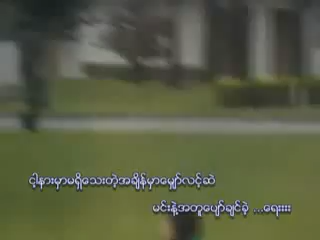 ငါ့နားမှာမရှိသေးတဲ့အချိန်မှာမျှော်လင့်ဆဲ
မင်းနဲ့အတူပျော်ချင်ခဲ့ ...ရေးးးး